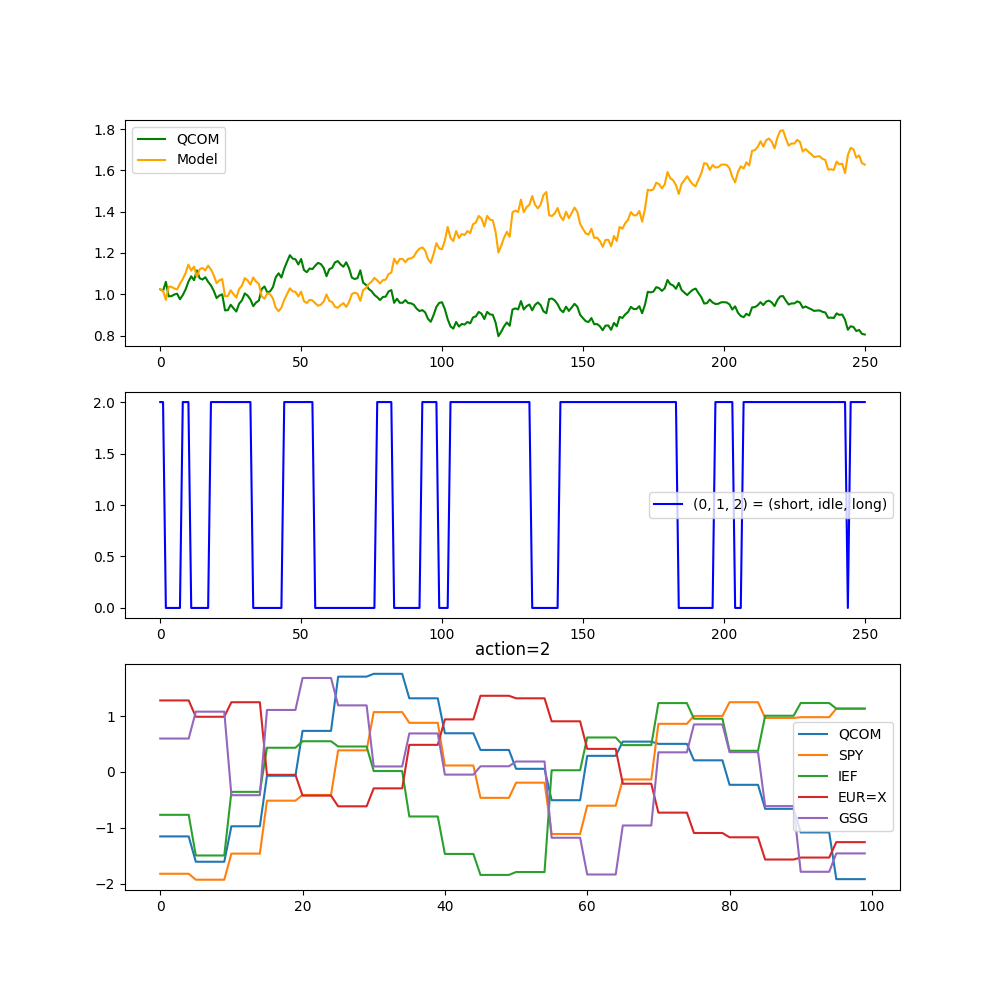 1.8
1.6
1.4
1.2
1.0
0.8
QCOM
Model
0 50 100 150 200 250
2.0
1.5
1.0
0.5
0.0
(0, 1, 2) = (short, idle, long)
0 50 100 150 200 250
action=2
1
0
−1
−2
QCOM
SPY
IEF
EUR=X
GSG
0 20 40 60 80 100